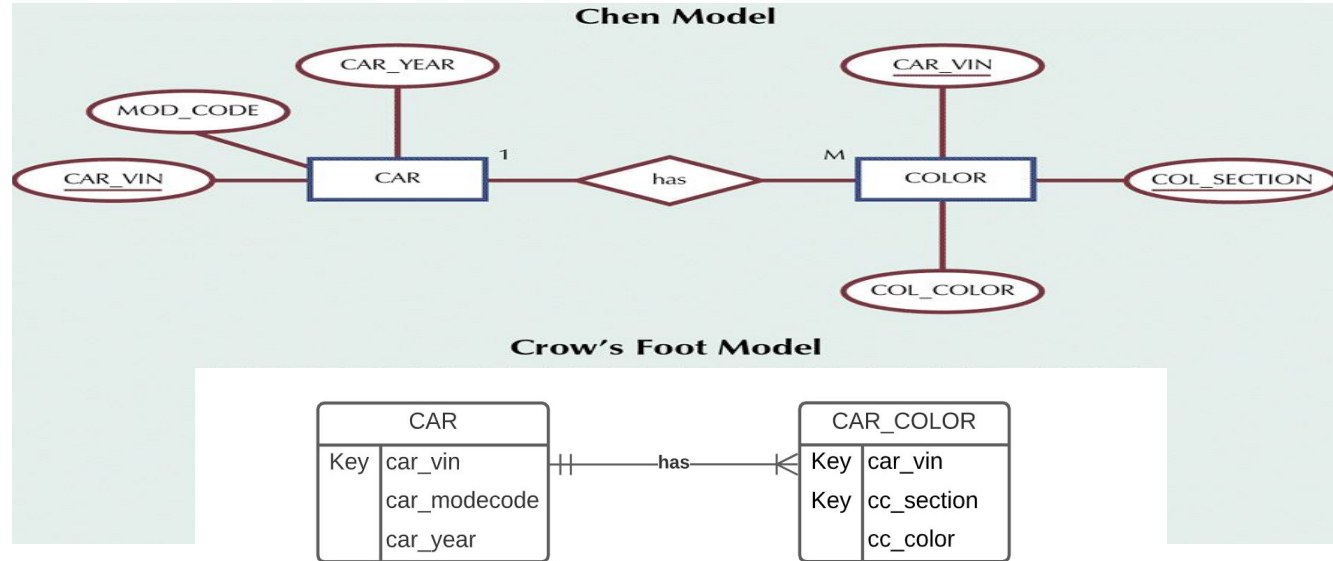 Chen Model
CAR_YEAR
CAR_VIN
MOD_CODE
1
M
CAR_VIN
CAR
has
COLOR
COL_SECTION
COL_COLOR
Crow's Foot Model
CAR
Key car_vin
car_modecode
car_year
has
CAR_COLOR
Key car_vin
Key cc_section
cc_color